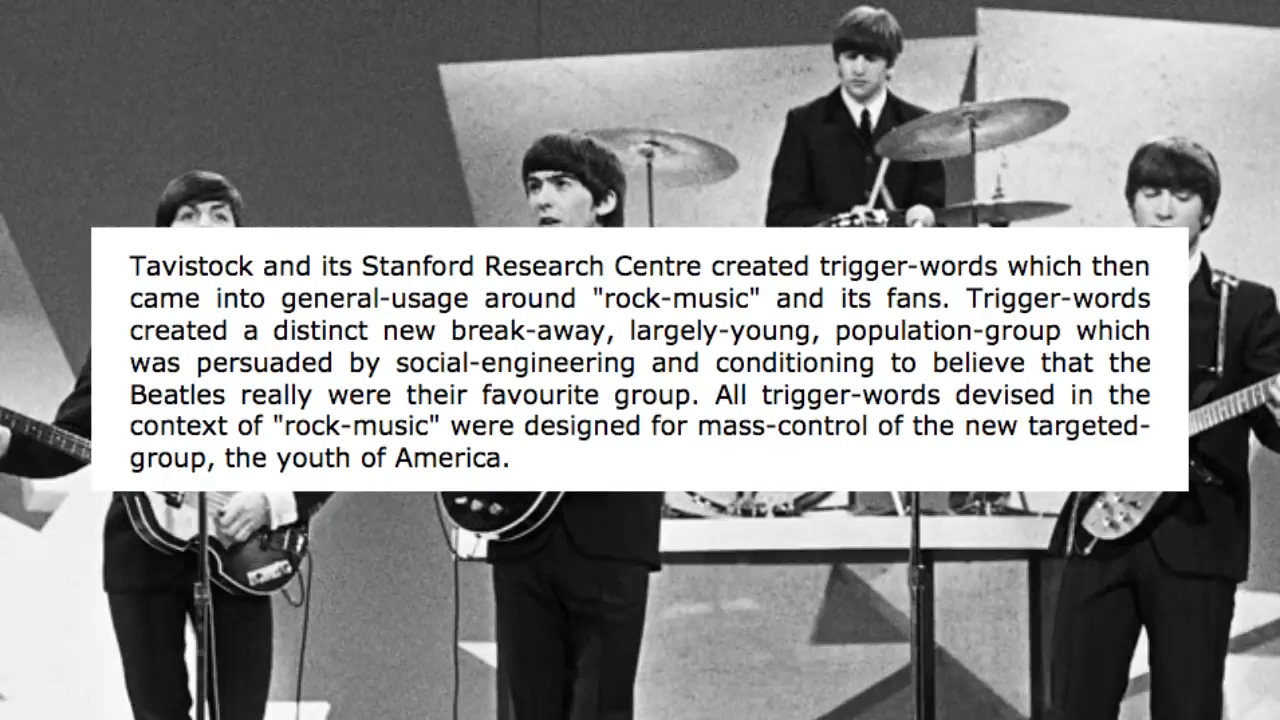 Tavistock and its Stanford Research Centre created trigger-words which then
came into general-usage around "rock-music" and its fans. Trigger-words
created a distinct new break-away, largely-young, population-group which
was persuaded by social-engineering and conditioning to believe that the
Beatles really were their favourite group. All trigger-words devised in the
context of "rock-music" were designed for mass-control of the new targeted-
group, the youth of America.